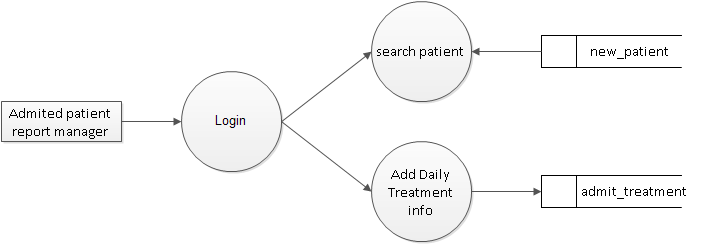 search patient
new_patient
Admited patient
report manager
Login
Add Daily
Treatment
info
admit_treatment